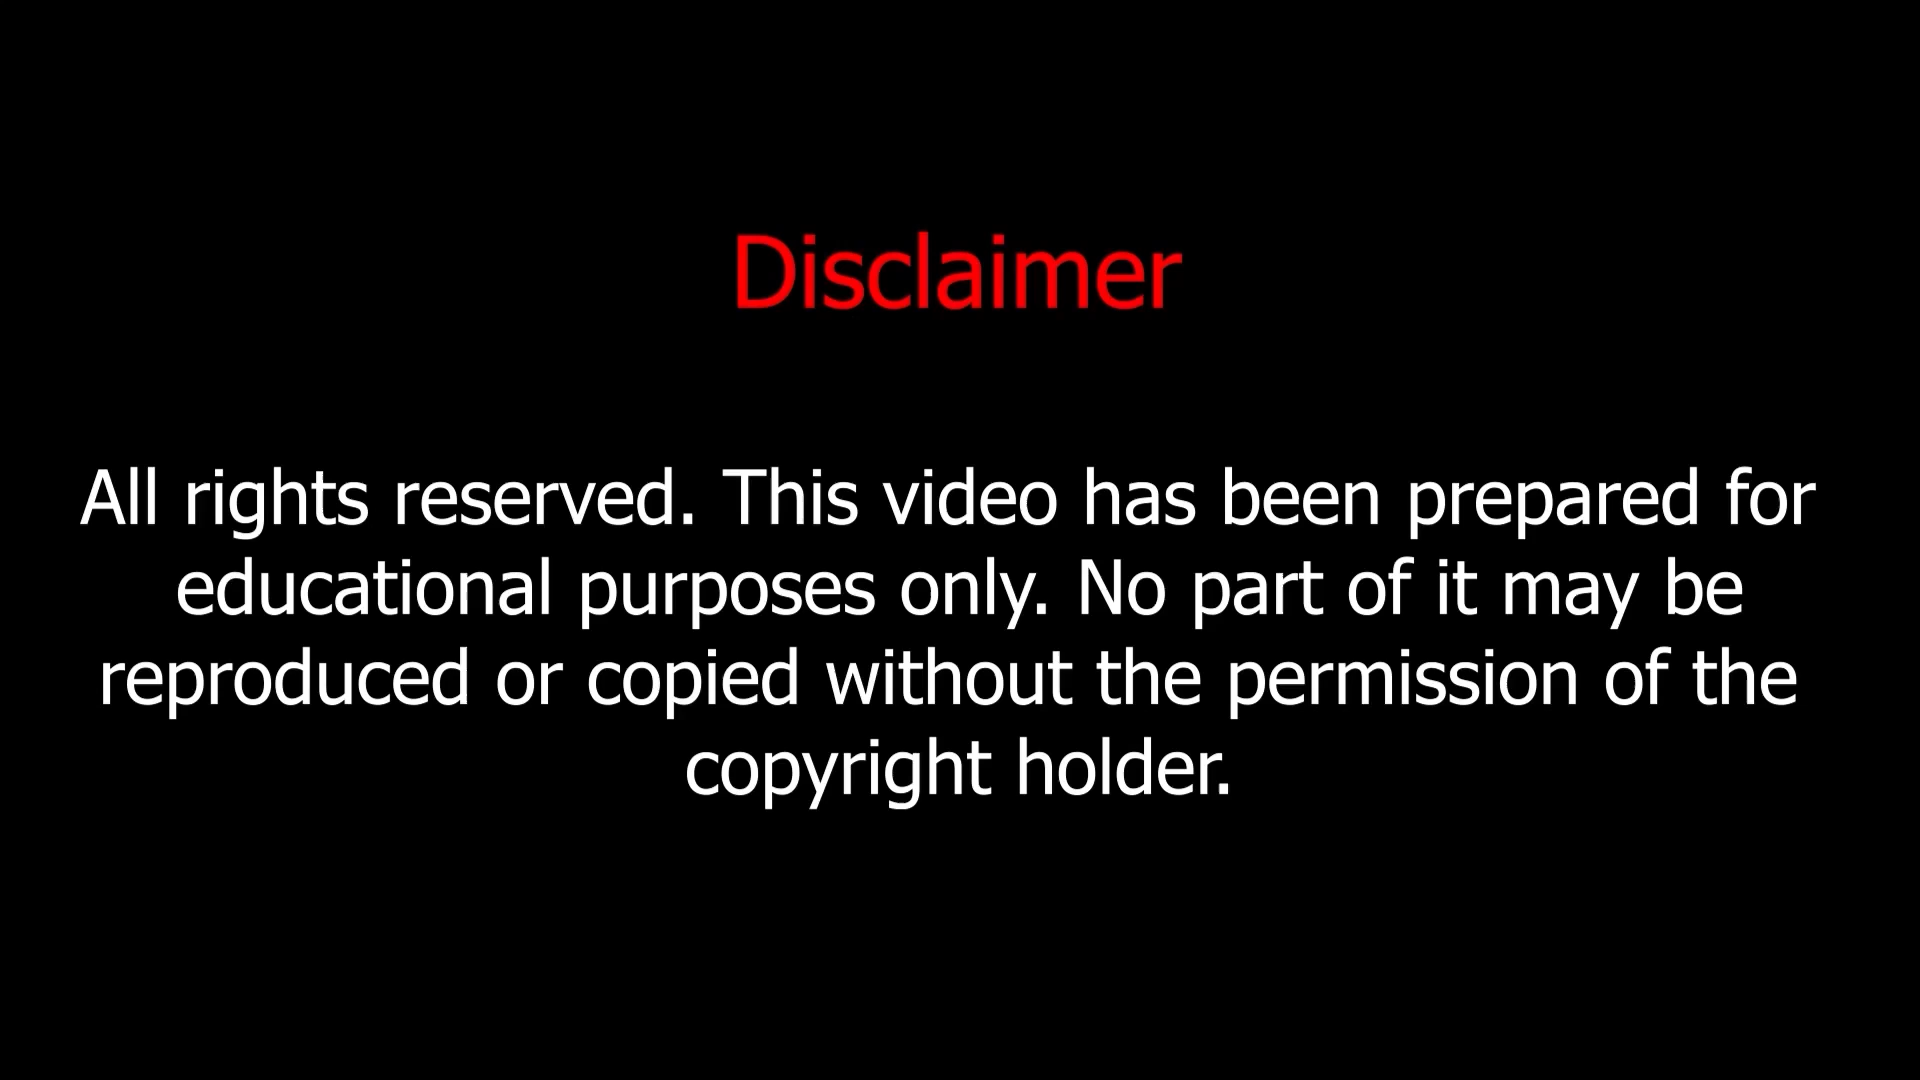 Disclaimer
All rights reserved. This video has been prepared for
educational purposes only. No part of it may be
reproduced or copied without the permission of the
copyright holder.